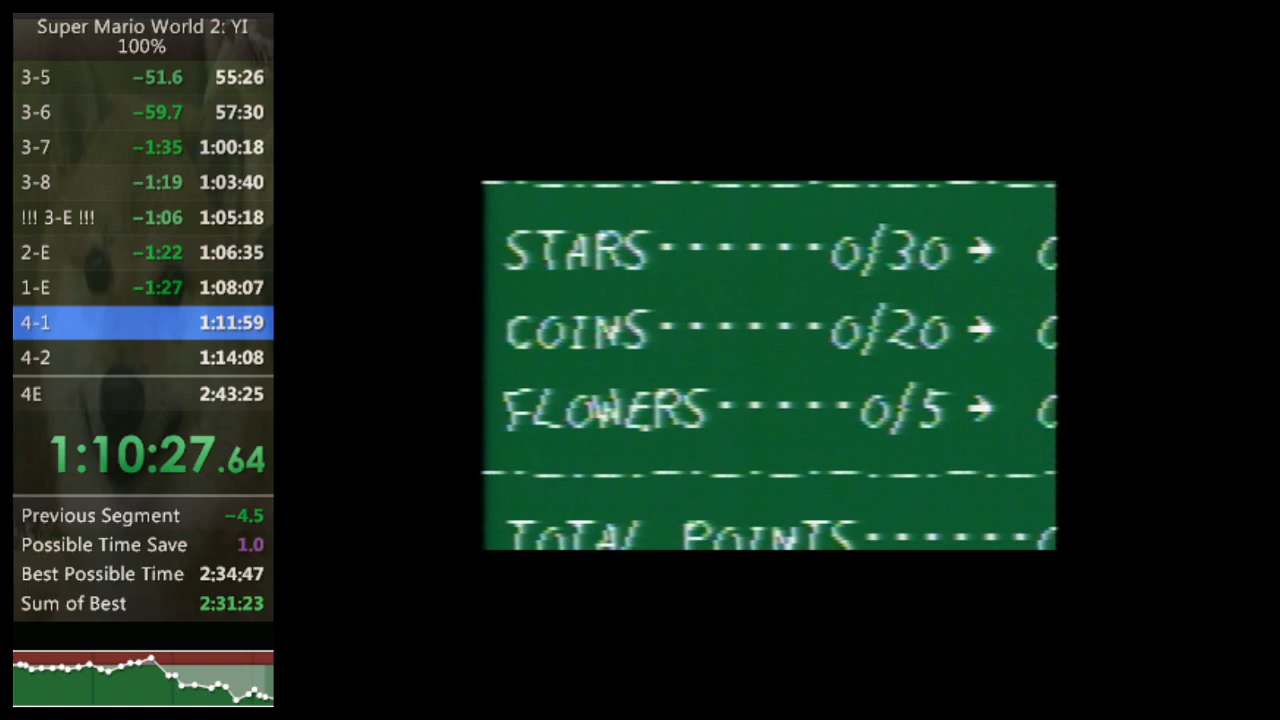 Super Mario World 2: YI
100%
3-5 −51.6 55:26
3-6 −59.7 57:30
3-7 −1:35 1:00:18
3-8 −1:19 1:03:40
!!! 3-E !!! −1:06 1:05:18
2-E −1:22 1:06:35
1-E −1:27 1:08:07
4-1 1:11:59
4-2 1:14:08
4E 2:43:25
1:10:27.64
Previous Segment −4.5
Possible Time Save 1.0
Best Possible Time 2:34:47
Sum of Best 2:31:23
STARS······0/30 →
COINS······0/20 →
FLOWERS·····0/5 →
TOTAL POINTS······